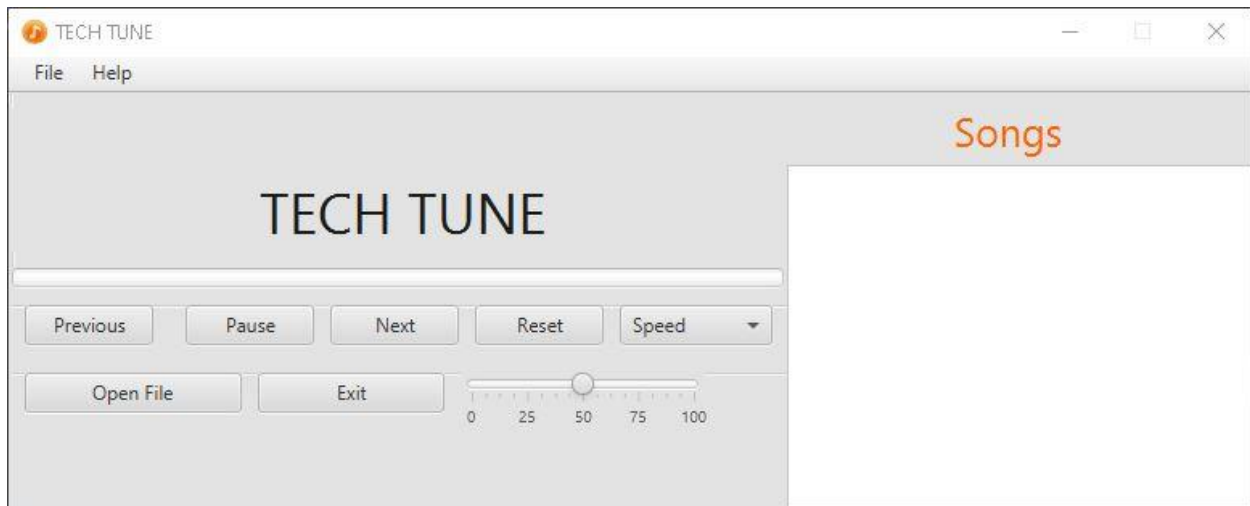 TECH TUNE
File Help
Songs
TECH TUNE
Previous Pause Next Reset Speed
Open File Exit
0 25 50 75 100